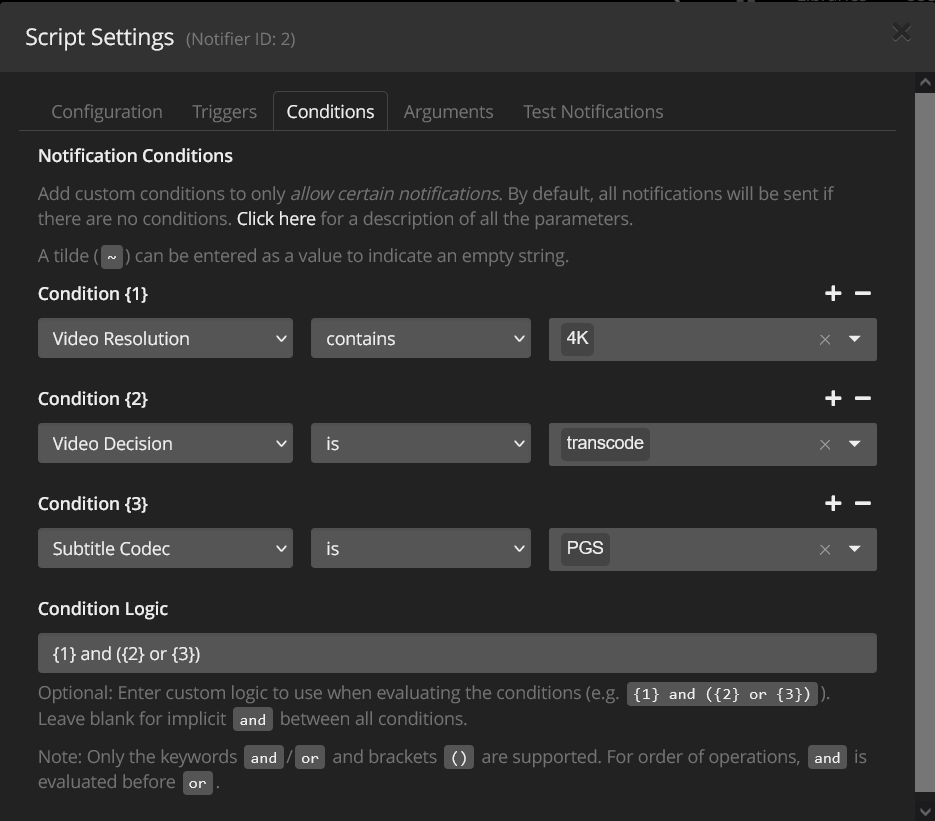 Script Settings (Notifier ID: 2)
Configuration Triggers Conditions Arguments Test Notifications
Notification Conditions
Add custom conditions to only allow certain notifications. By default, all notifications will be sent if
there are no conditions. Click here for a description of all the parameters.
A tilde ( ~ ) can be entered as a value to indicate an empty string.
Condition {1}
Video Resolution contains 4K
Condition {2}
Video Decision is transcode
Condition {3}
Subtitle Codec is PGS
Condition Logic
{1} and ({2} or {3})
Optional: Enter custom logic to use when evaluating the conditions (e.g. {1} and ({2} or {3}) ).
Leave blank for implicit and between all conditions.
Note: Only the keywords and / or and brackets () are supported. For order of operations, and is
evaluated before or .